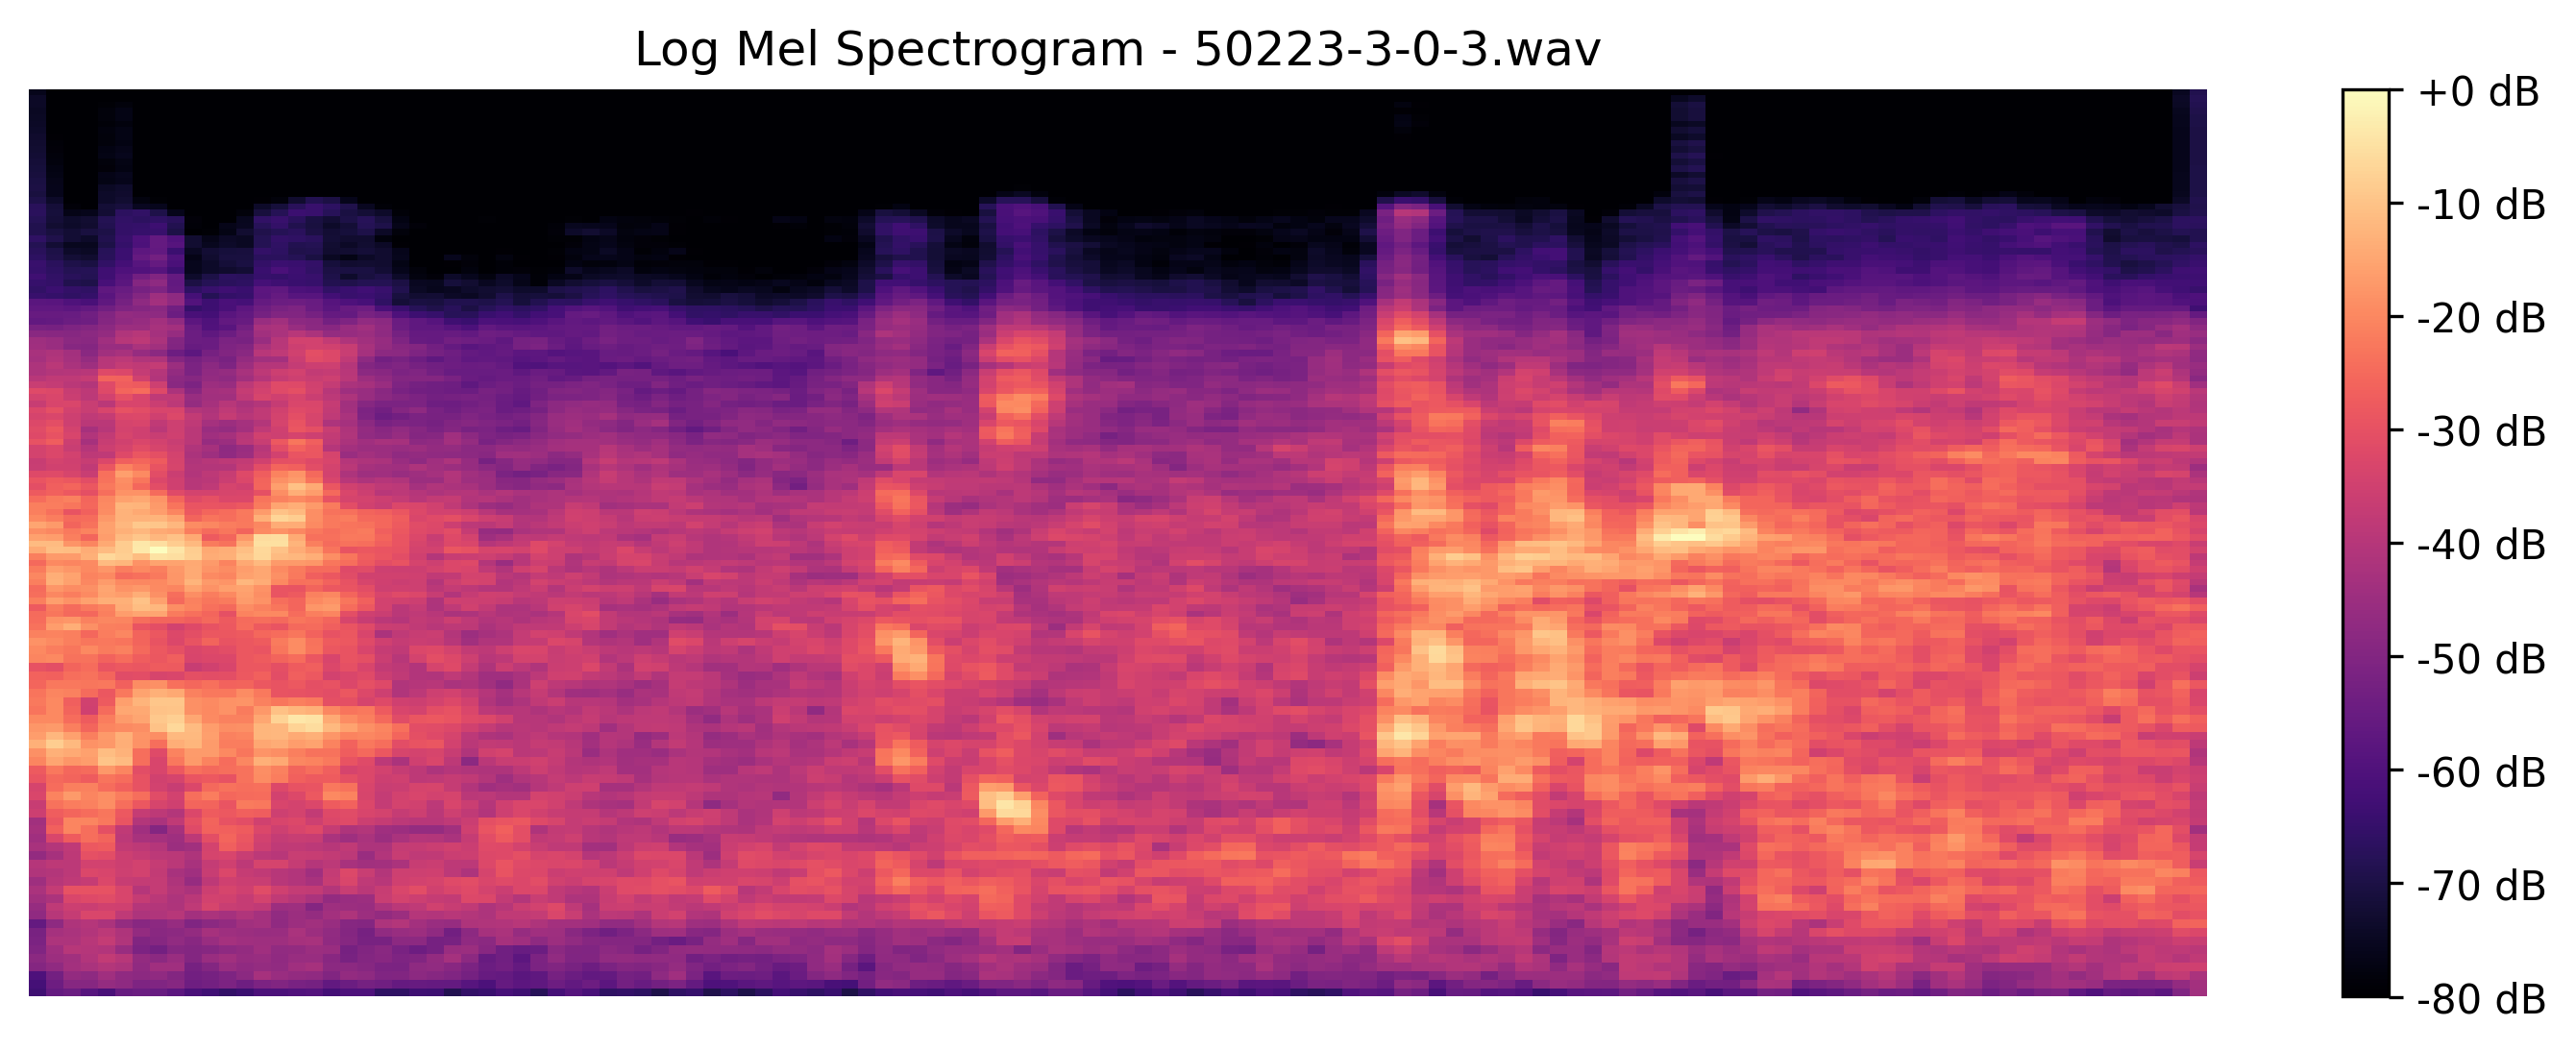 Log Mel Spectrogram - 50223-3-0-3.wav
+0 dB
-10 dB
-20 dB
-30 dB
-40 dB
-50 dB
-60 dB
-70 dB
-80 dB